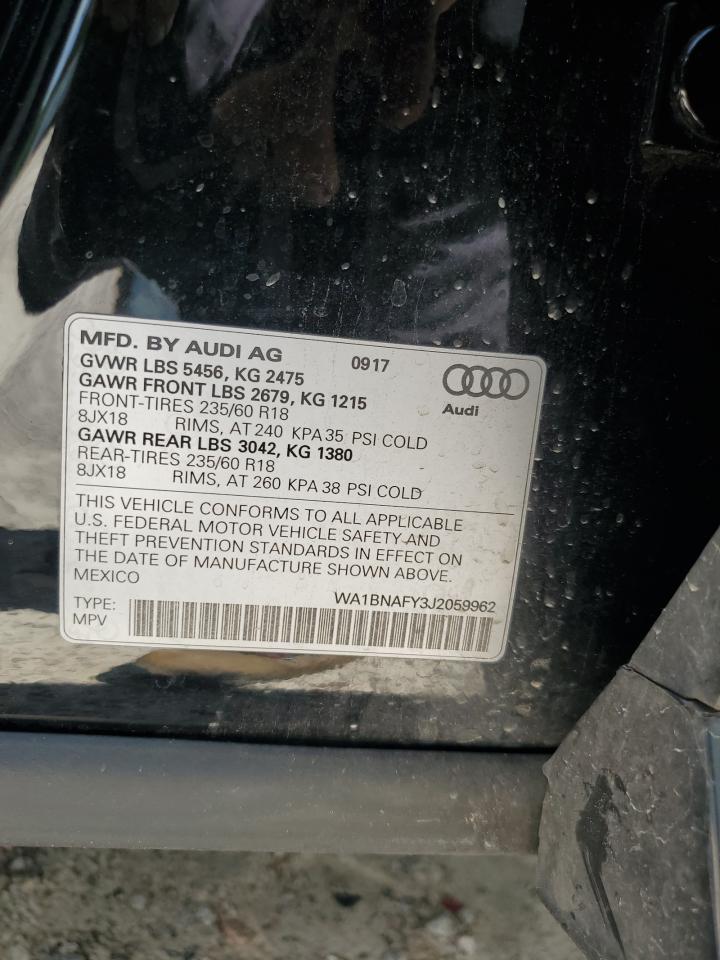 MFD. BY AUDI AG 0917
GVWR LBS 5456, KG 2475
GAWR FRONT LBS 2679, KG 1215
FRONT-TIRES 235/60 R18
8JX18 RIMS, AT 240 KPA 35 PSI COLD
GAWR REAR LBS 3042, KG 1380
REAR-TIRES 235/60 R18
8JX18 RIMS, AT 260 KPA 38 PSI COLD
Audi
THIS VEHICLE CONFORMS TO ALL APPLICABLE
U.S. FEDERAL MOTOR VEHICLE SAFETY AND
THEFT PREVENTION STANDARDS IN EFFECT ON
THE DATE OF MANUFACTURE SHOWN ABOVE.
MEXICO
WA1BNAFY3J2059962
TYPE:
MPV